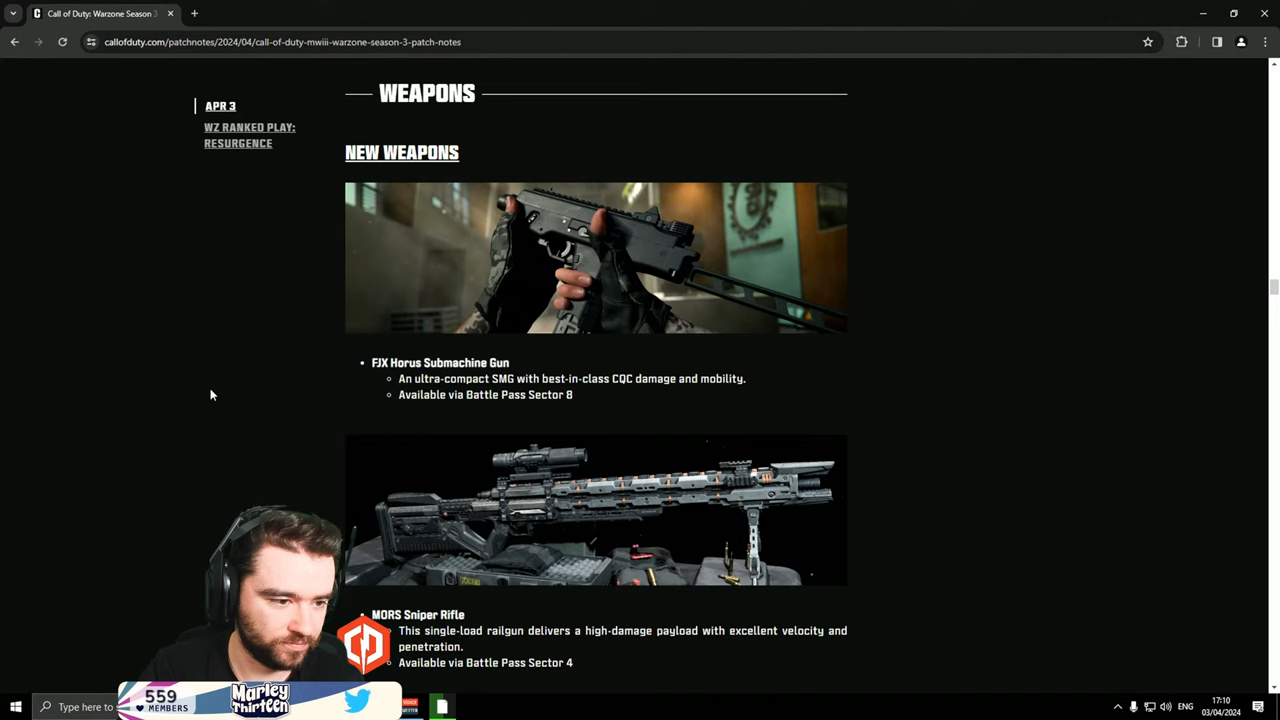 Call of Duty: Warzone Season 3
callofduty.com/patchnotes/2024/04/call-of-duty-mwiii-warzone-season-3-patch-notes
APR 3
WZ RANKED PLAY:
RESURGENCE
WEAPONS
NEW WEAPONS
FJX Horus Submachine Gun
An ultra-compact SMG with best-in-class CQC damage and mobility.
Available via Battle Pass Sector 8
MORS Sniper Rifle
This single-load railgun delivers a high-damage payload with excellent velocity and
penetration.
Available via Battle Pass Sector 4
559
MEMBERS
Marley
Thirteen
Type here to
VOICE
ENG
17:10
03/04/2024